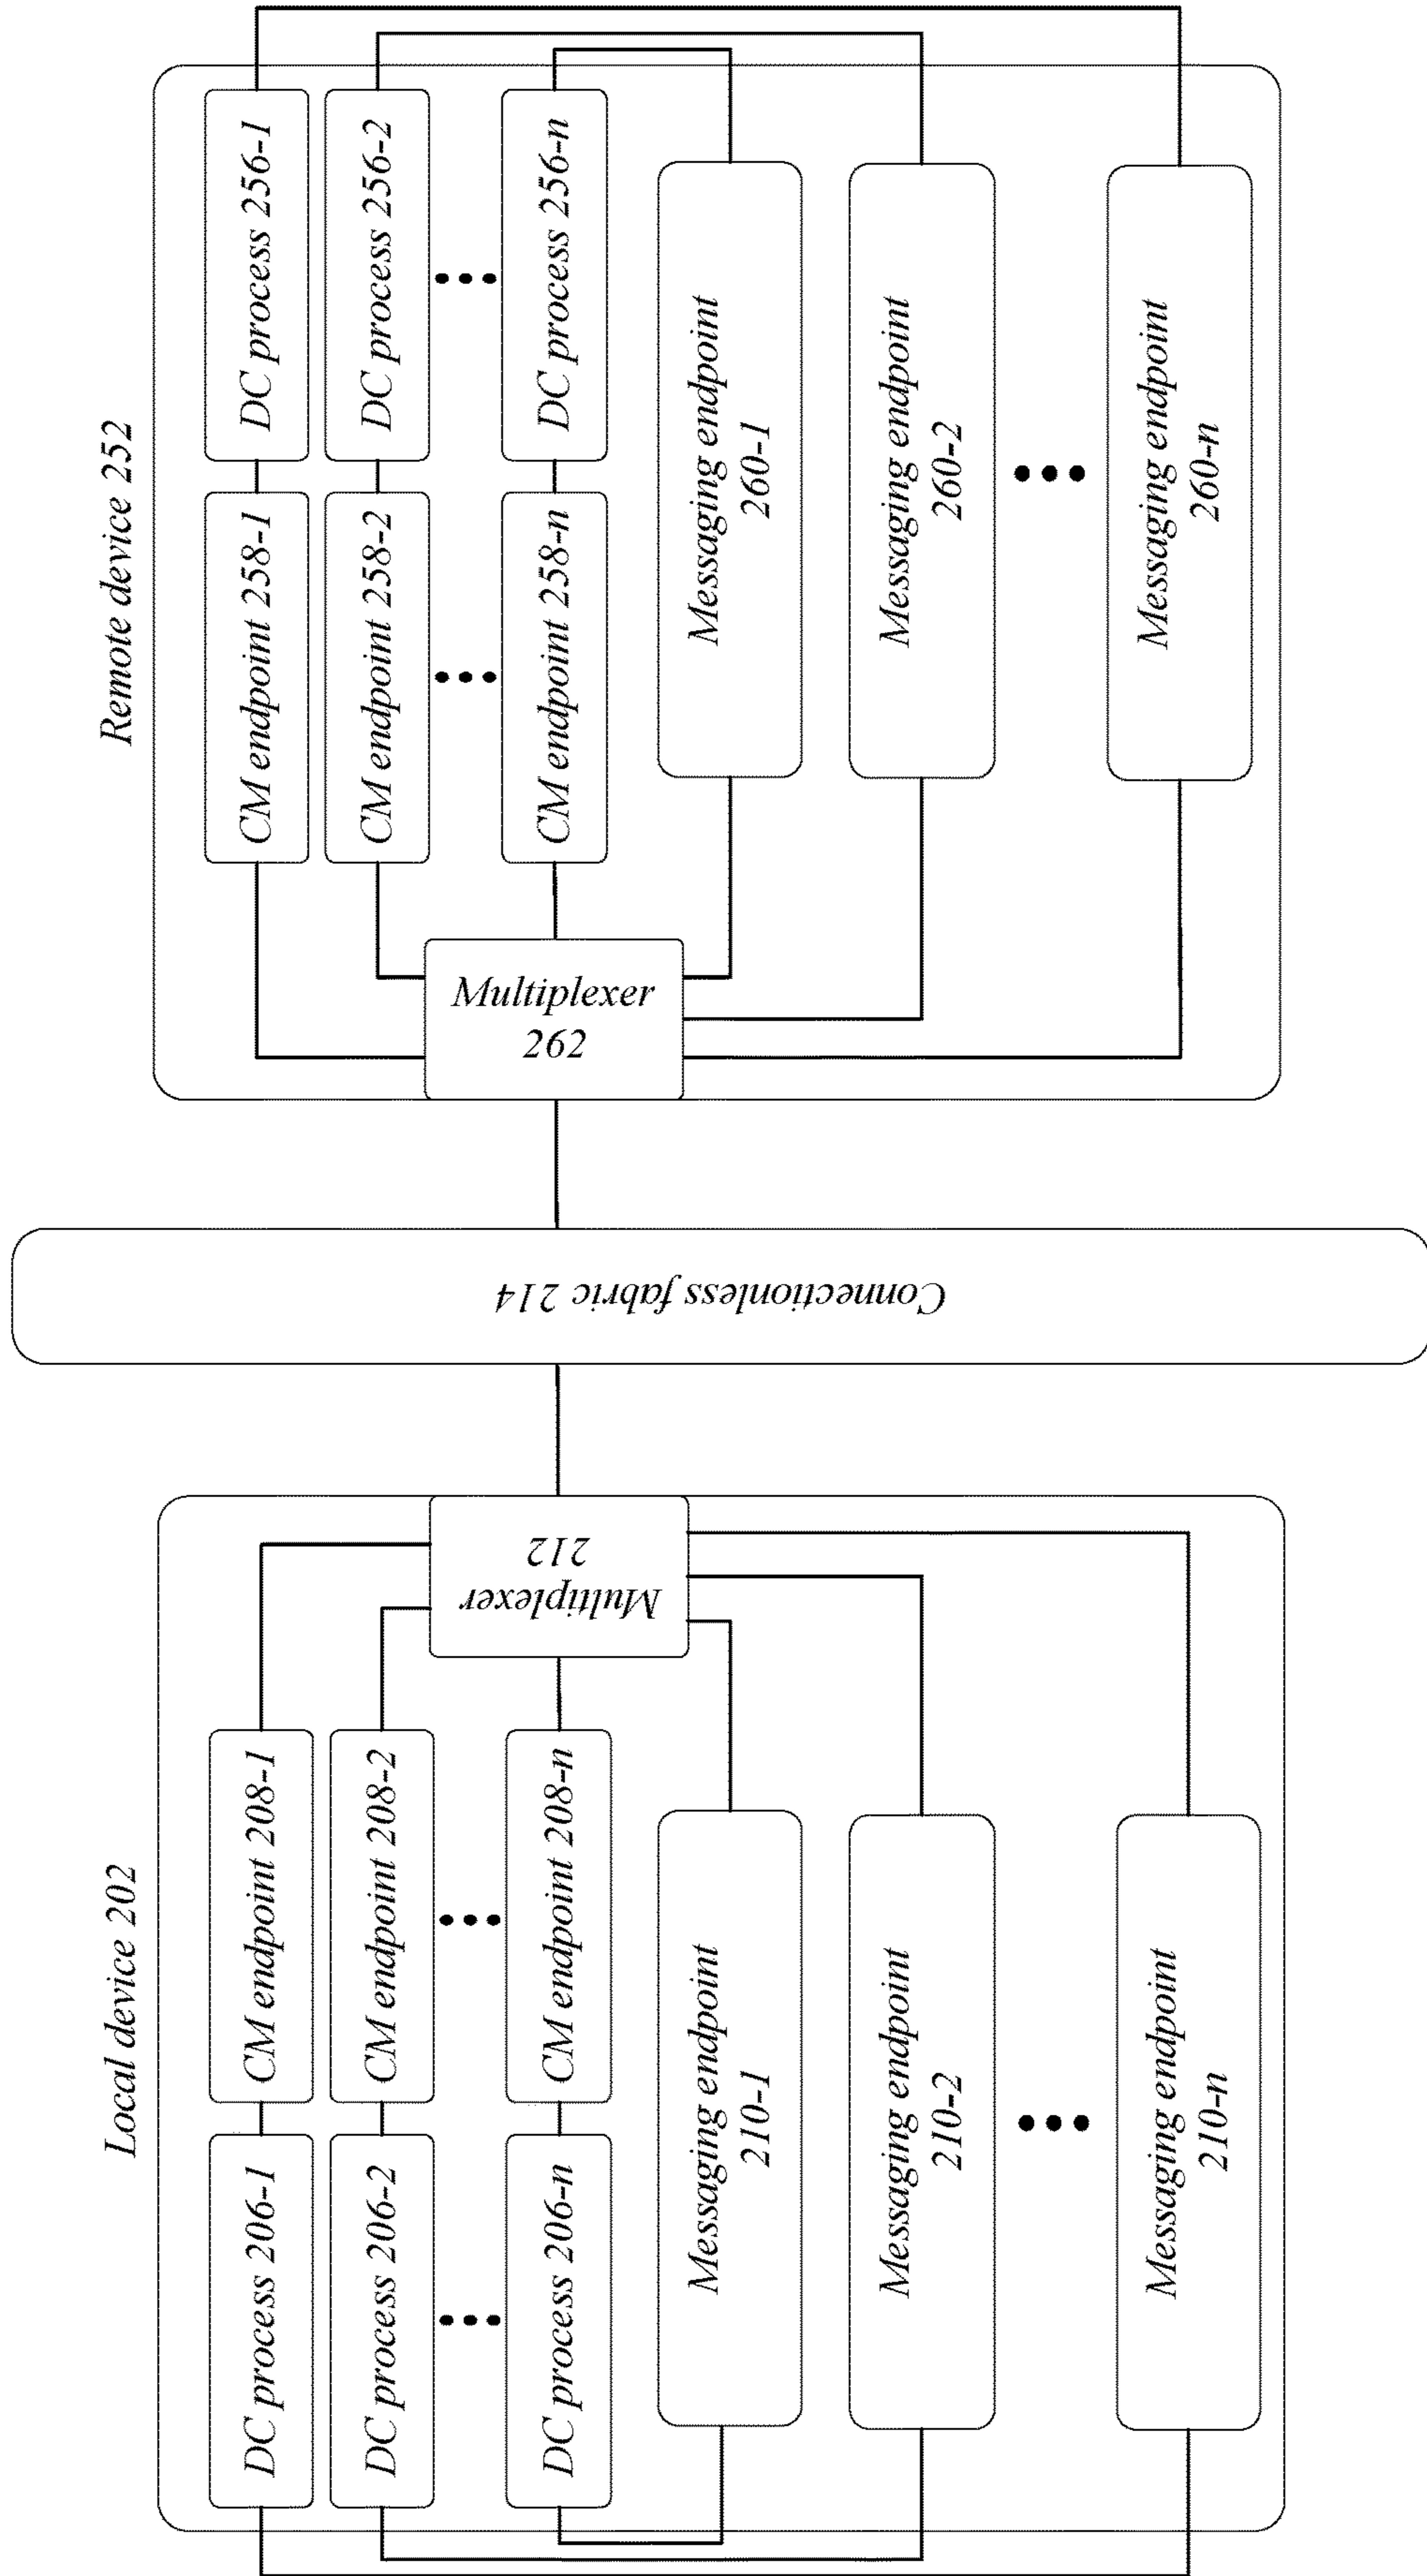 Local device 202
DC process 206-1
CM endpoint 208-1
DC process 206-2
CM endpoint 208-2
DC process 206-n
CM endpoint 208-n
Messaging endpoint
210-1
Messaging endpoint
210-2
Messaging endpoint
210-n
Multiplexer
212
Connectionless fabric 214
Remote device 252
Multiplexer
262
CM endpoint 258-1
DC process 256-1
CM endpoint 258-2
DC process 256-2
CM endpoint 258-n
DC process 256-n
Messaging endpoint
260-1
Messaging endpoint
260-2
Messaging endpoint
260-n